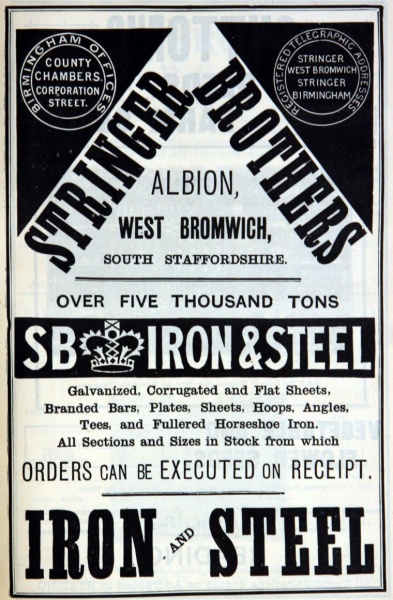 BIRMINGHAM OFFICES
COUNTY
CHAMBERS,
CORPORATION
STREET.
REGISTERED TELEGRAPHIC ADDRESSES
STRINGER
WEST BROMWICH
STRINGER
BIRMINGHAM.
STRINGER BROTHERS
ALBION,
WEST BROMWICH,
SOUTH STAFFORDSHIRE.
OVER FIVE THOUSAND TONS
SB IRON & STEEL
Galvanized, Corrugated and Flat Sheets,
Branded Bars, Plates, Sheets, Hoops, Angles,
Tees, and Fullered Horseshoe Iron.
All Sections and Sizes in Stock from which
ORDERS CAN BE EXECUTED ON RECEIPT.
IRON AND STEEL